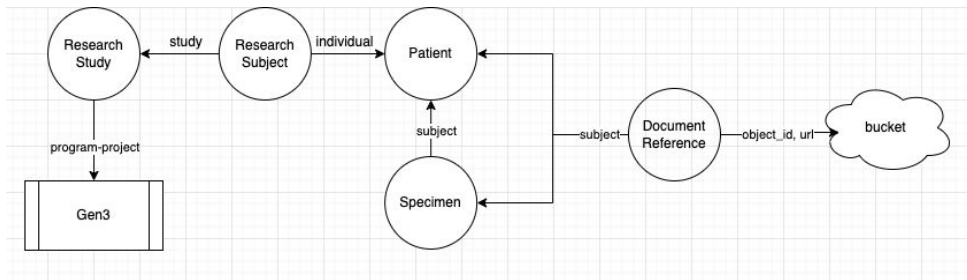 Research
Study
study
Research
Subject
individual
Patient
program-project
Gen3
subject
Specimen
subject
Document
Reference
object_id, url
bucket